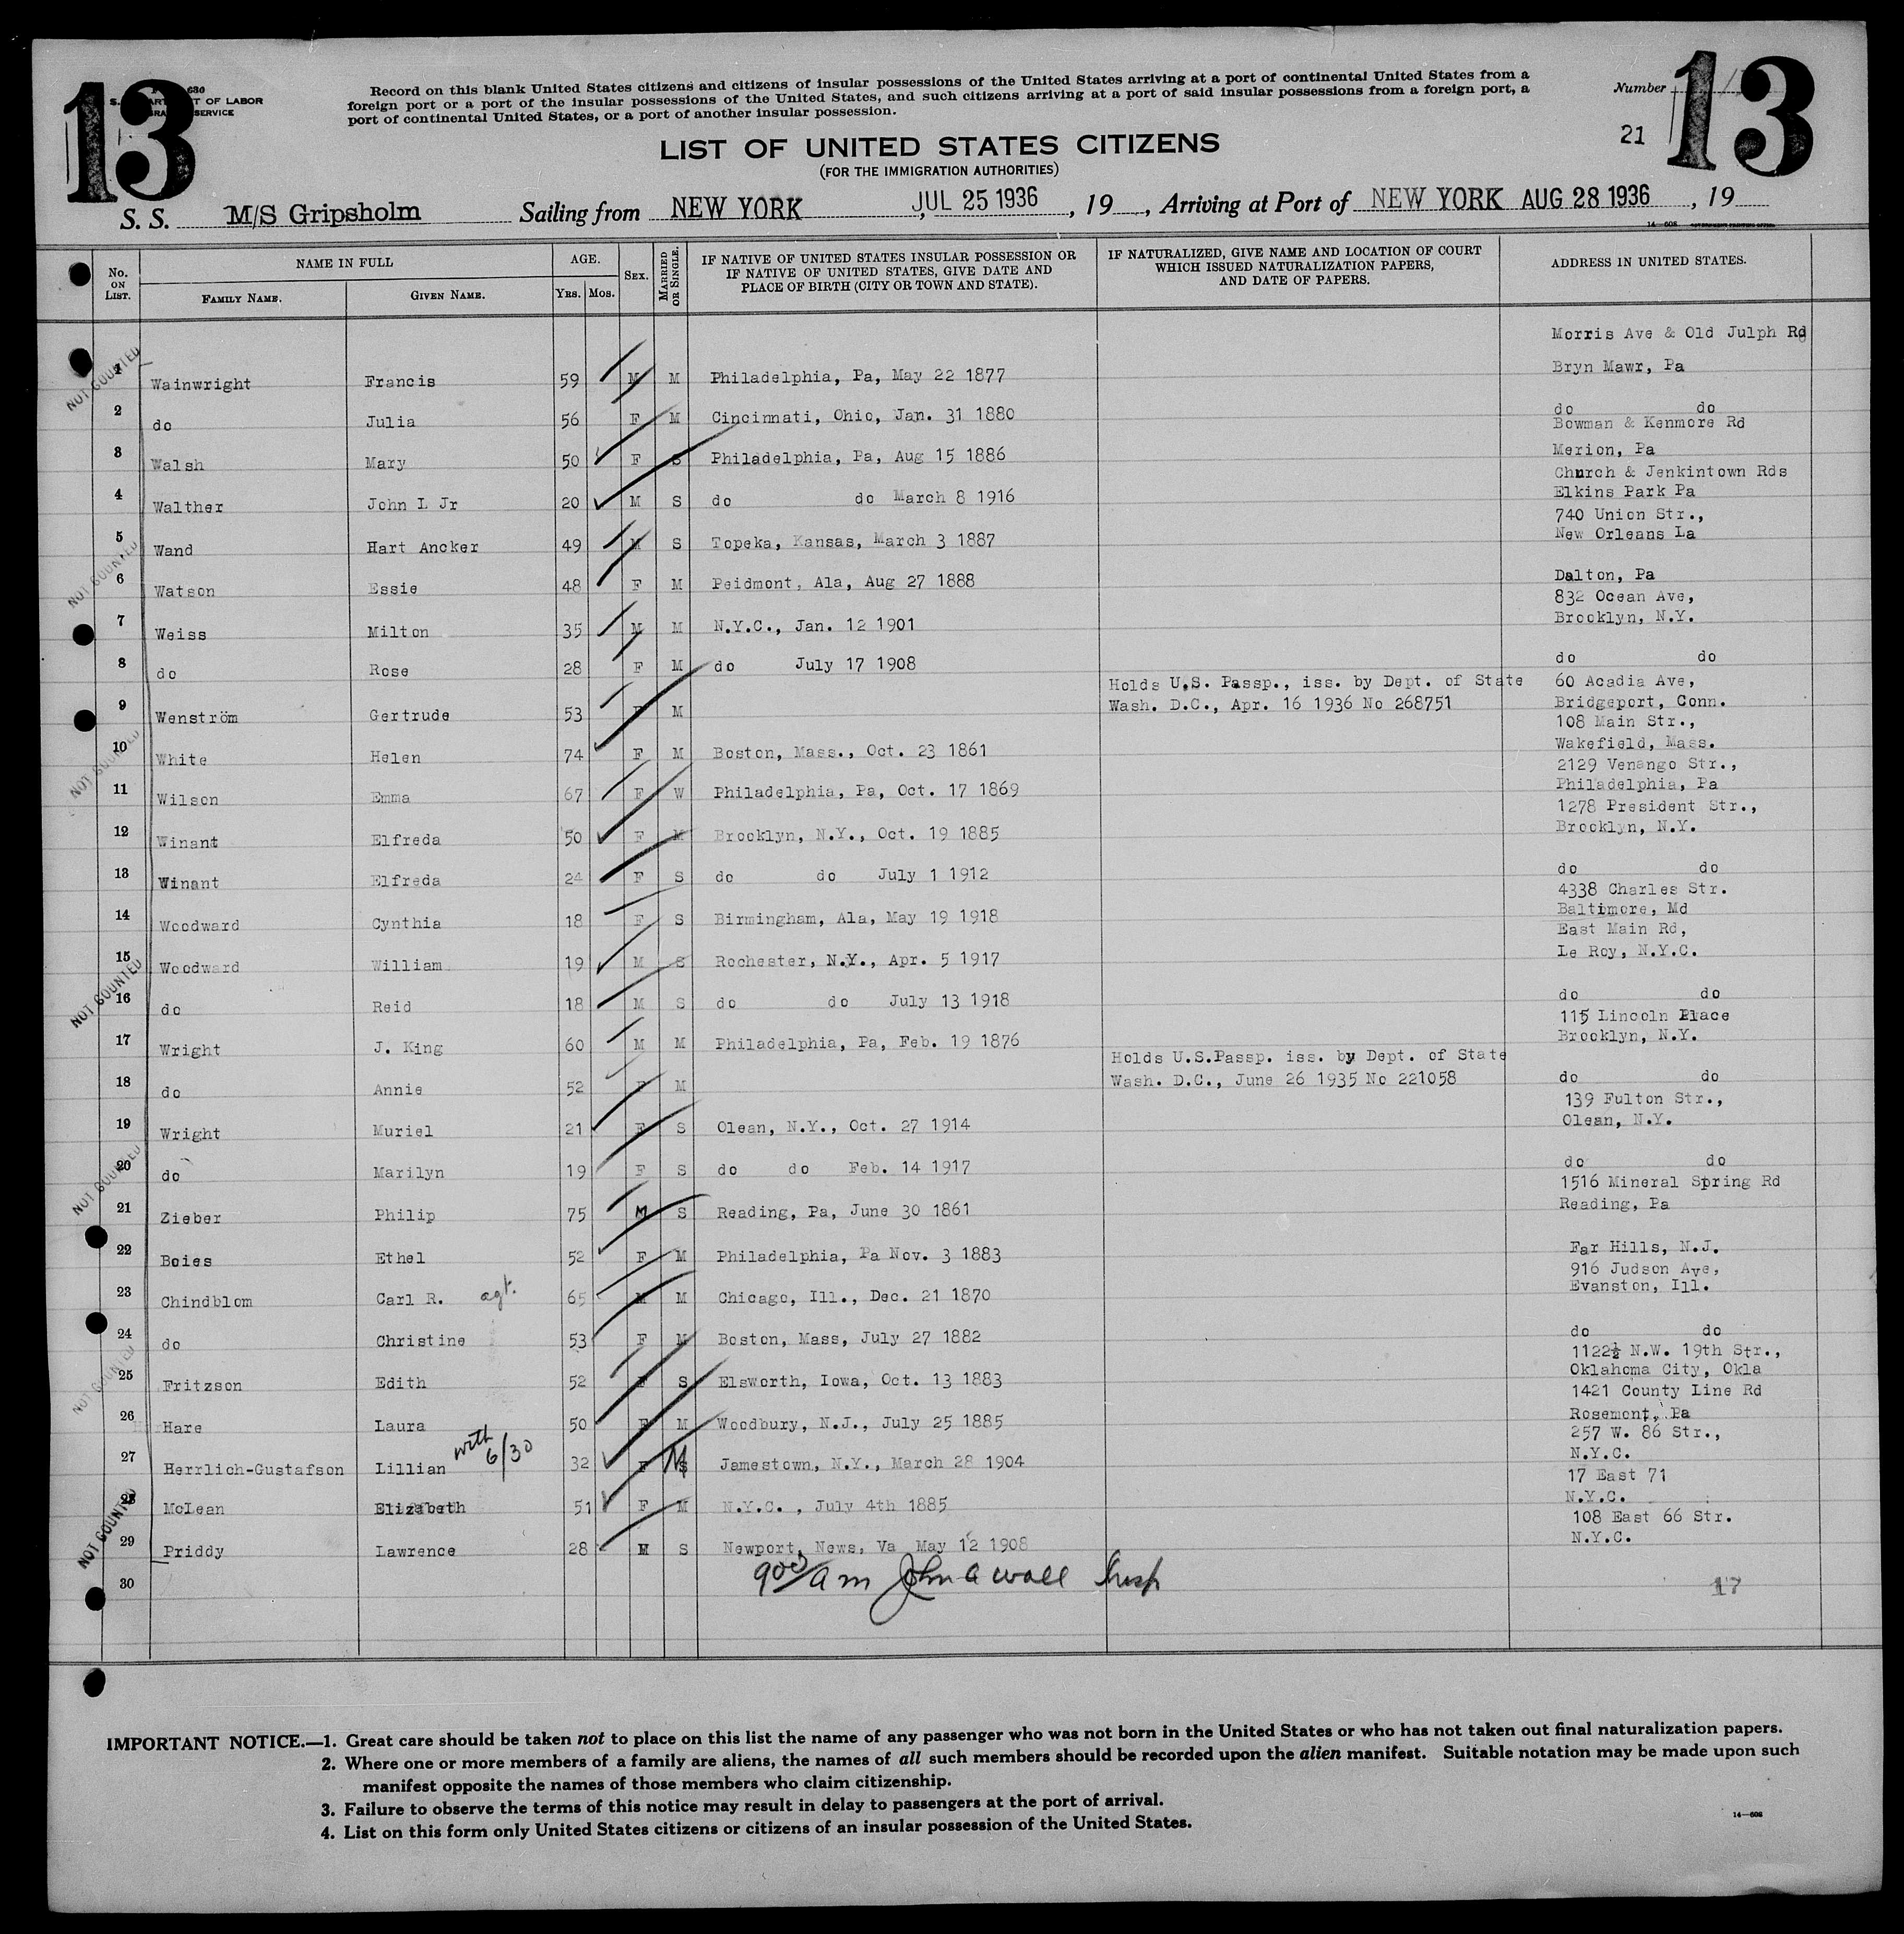 13
630
OF LABOR
SERVICE
Record on this blank United States citizens and citizens of insular possessions of the United States arriving at a port of continental United States from a
foreign port or a port of the insular possessions of the United States, and such citizens arriving at a port of said insular possessions from a foreign port, a
port of continental United States, or a port of another insular possession.
Number
13
21
LIST OF UNITED STATES CITIZENS
(FOR THE IMMIGRATION AUTHORITIES)
S. S. M/S Gripsholm Sailing from NEW YORK JUL 25 1936, 19, Arriving at Port of NEW YORK AUG 28 1936, 19
14—608
No. ON LIST. NAME IN FULL FAMILY NAME. GIVEN NAME. AGE. YRS. MOS. SEX. MARRIED OR SINGLE. IF NATIVE OF UNITED STATES INSULAR POSSESSION OR IF NATIVE OF UNITED STATES, GIVE DATE AND PLACE OF BIRTH (CITY OR TOWN AND STATE). IF NATURALIZED, GIVE NAME AND LOCATION OF COURT WHICH ISSUED NATURALIZATION PAPERS, AND DATE OF PAPERS. ADDRESS IN UNITED STATES.
Morris Ave & Old Julph Rd
NOT COUNTED
1 Wainwright Francis 59 M M Philadelphia, Pa, May 22 1877 Bryn Mawr, Pa
2 do Julia 56 F M Cincinnati, Ohio, Jan. 31 1880 do do
Bowman & Kenmore Rd
3 Walsh Mary 50 F S Philadelphia, Pa, Aug 15 1886 Merion, Pa
Church & Jenkintown Rds
4 Walther John L Jr 20 M S do do March 8 1916 Elkins Park Pa
740 Union Str.,
5 Wand Hart Ancker 49 M S Topeka, Kansas, March 3 1887 New Orleans La
NOT COUNTED
6 Watson Essie 48 F M Peidmont, Ala, Aug 27 1888 Dalton, Pa
832 Ocean Ave,
7 Weiss Milton 35 M M N.Y.C., Jan. 12 1901 Brooklyn, N.Y.
8 do Rose 28 F M do July 17 1908 do do
Holds U.S. Passp., iss. by Dept. of State 60 Acadia Ave,
9 Wenström Gertrude 53 F M Wash. D.C., Apr. 16 1936 No 268751 Bridgeport, Conn.
108 Main Str.,
10 White Helen 74 F M Boston, Mass., Oct. 23 1861 Wakefield, Mass.
NOT COUNTED
2129 Venango Str.,
11 Wilson Emma 67 F W Philadelphia, Pa, Oct. 17 1869 Philadelphia, Pa
1278 President Str.,
12 Winant Elfreda 50 F M Brooklyn, N.Y., Oct. 19 1885 Brooklyn, N.Y.
13 Winant Elfreda 24 F S do do July 1 1912 do do
4338 Charles Str.
14 Woodward Cynthia 18 F S Birmingham, Ala, May 19 1918 Baltimore, Md
East Main Rd,
15 Woodward William 19 M S Rochester, N.Y., Apr. 5 1917 Le Roy, N.Y.C.
NOT COUNTED
16 do Reid 18 M S do do July 13 1918 do do
115 Lincoln Place
17 Wright J. King 60 M M Philadelphia, Pa, Feb. 19 1876 Brooklyn, N.Y.
Holds U.S.Passp. iss. by Dept. of State
18 do Annie 52 F M Wash. D.C., June 26 1935 No 221058 do do
139 Fulton Str.,
19 Wright Muriel 21 F S Olean, N.Y., Oct. 27 1914 Olean, N.Y.
20 do Marilyn 19 F S do do Feb. 14 1917 do do
NOT COUNTED
1516 Mineral Spring Rd
21 Zieber Philip 75 M S Reading, Pa, June 30 1861 Reading, Pa
22 Boies Ethel 52 F M Philadelphia, Pa Nov. 3 1883 Far Hills, N.J.
916 Judson Ave,
23 Chindblom Carl R. agt. 65 M M Chicago, Ill., Dec. 21 1870 Evanston, Ill.
24 do Christine 53 F M Boston, Mass, July 27 1882 do do
1122½ N.W. 19th Str.,
25 Fritzson Edith 52 F S Elsworth, Iowa, Oct. 13 1883 Oklahoma City, Okla
NOT COUNTED
1421 County Line Rd
26 Hare Laura 50 F M Woodbury, N.J., July 25 1885 Rosemont, Pa
with 6/30 257 W. 86 Str.,
27 Herrlich-Gustafson Lillian 32 F M Jamestown, N.Y., March 28 1904 N.Y.C.
17 East 71
28 McLean Elizabeth 51 F M N.Y.C. , July 4th 1885 N.Y.C.
NOT COUNTED
108 East 66 Str.
29 Priddy Lawrence 28 M S Newport, News, Va May 12 1908 N.Y.C.
30 900/am John A Wall Insp 17
IMPORTANT NOTICE.—1. Great care should be taken not to place on this list the name of any passenger who was not born in the United States or who has not taken out final naturalization papers.
2. Where one or more members of a family are aliens, the names of all such members should be recorded upon the alien manifest. Suitable notation may be made upon such
manifest opposite the names of those members who claim citizenship.
3. Failure to observe the terms of this notice may result in delay to passengers at the port of arrival.
4. List on this form only United States citizens or citizens of an insular possession of the United States.
14—608